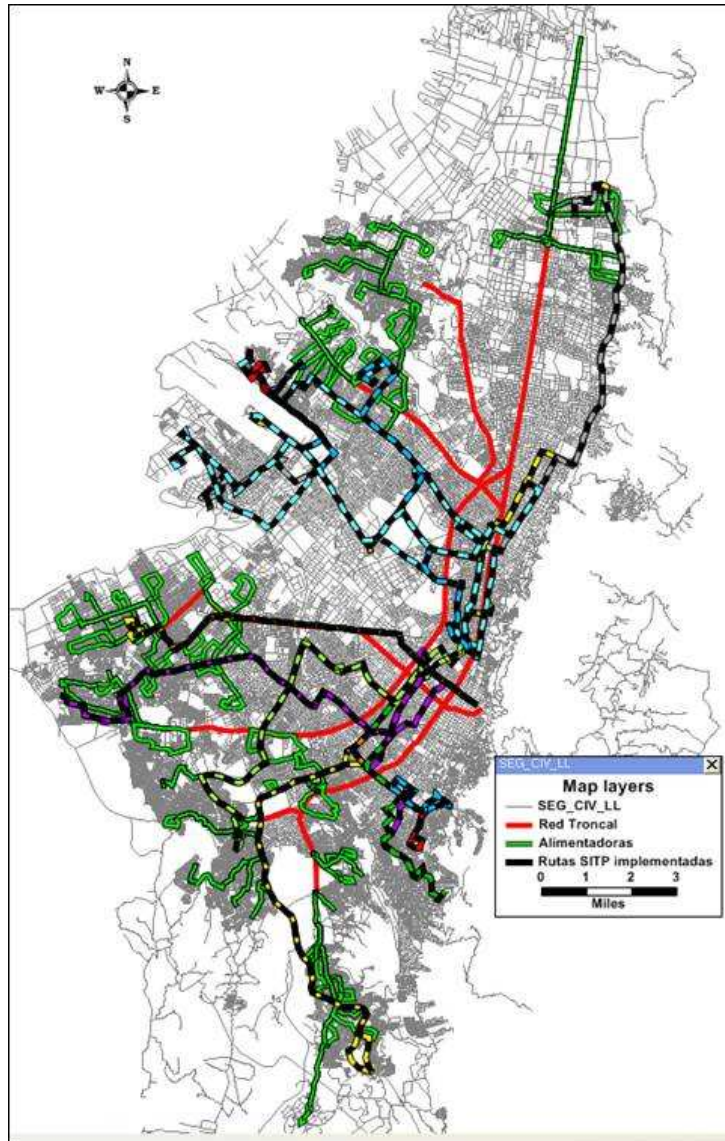 N
W E
S
SEG_CIV_LL
Map layers
SEG_CIV_LL
Red Troncal
Alimentadoras
Rutas SITP implementadas
0 1 2 3
Miles